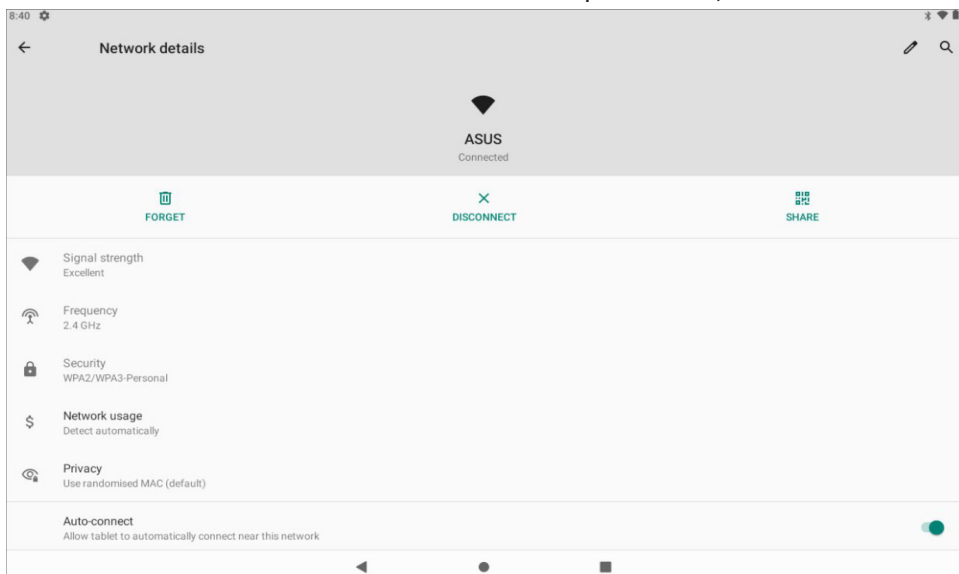 8:40
Network details
ASUS
Connected
FORGET
DISCONNECT
SHARE
Signal strength
Excellent
Frequency
2.4 GHz
Security
WPA2/WPA3-Personal
Network usage
Detect automatically
Privacy
Use randomised MAC (default)
Auto-connect
Allow tablet to automatically connect near this network